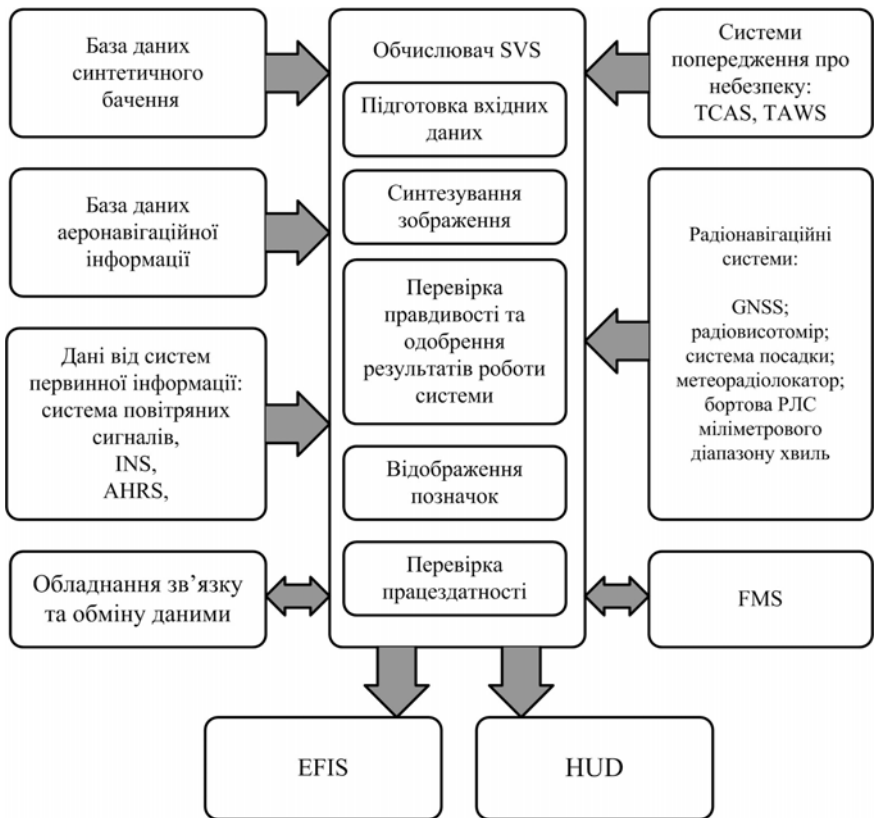 База даних
синтетичного
бачення
Обчислювач SVS
Системи
попередження про
небезпеку:
TCAS, TAWS
Підготовка вхідних
даних
База даних
аеронавігаційної
інформації
Синтезування
зображення
Радіонавігаційні
системи:
GNSS;
радіовисотомір;
система посадки;
метеорадіолокатор;
бортова РЛС
міліметрового
діапазону хвиль
Перевірка
правдивості та
одобрення
результатів роботи
системи
Дані від систем
первинної інформації:
система повітряних
сигналів,
INS,
AHRS,
Відображення
позначок
Обладнання зв’язку
та обміну даними
Перевірка
працездатності
FMS
EFIS
HUD